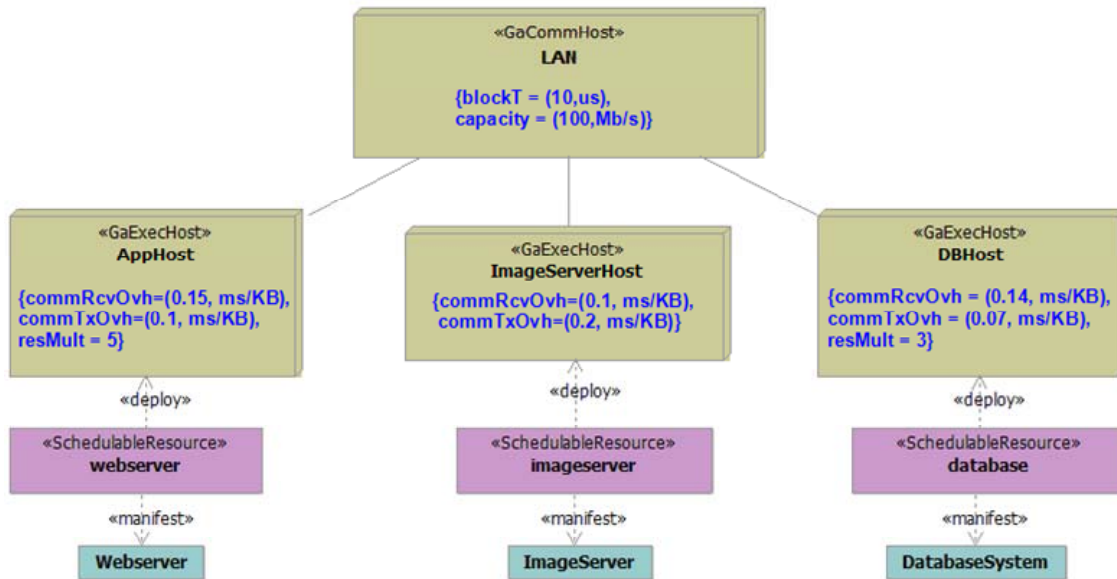 «GaCommHost»
LAN
{blockT = (10,us),
capacity = (100,Mb/s)}
«GaExecHost»
AppHost
{commRcvOvh=(0.15, ms/KB),
commTxOvh=(0.1, ms/KB),
resMult = 5}
«GaExecHost»
ImageServerHost
{commRcvOvh=(0.1, ms/KB),
commTxOvh=(0.2, ms/KB)}
«GaExecHost»
DBHost
{commRcvOvh = (0.14, ms/KB),
commTxOvh = (0.07, ms/KB),
resMult = 3}
«deploy»
«deploy»
«deploy»
«SchedulableResource»
webserver
«SchedulableResource»
imageserver
«SchedulableResource»
database
«manifest»
«manifest»
«manifest»
Webserver
ImageServer
DatabaseSystem